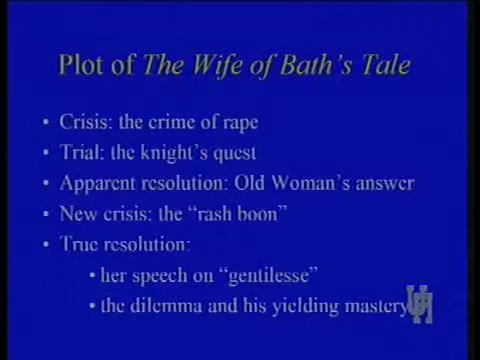 Plot of The Wife of Bath's Tale
• Crisis: the crime of rape
• Trial: the knight's quest
• Apparent resolution: Old Woman's answer
• New crisis: the "rash boon"
• True resolution:
• her speech on "gentilesse"
• the dilemma and his yielding mastery
UH